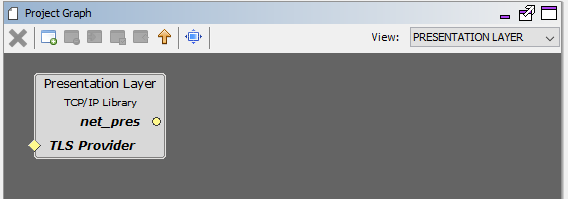 Project Graph
View: PRESENTATION LAYER
Presentation Layer
TCP/IP Library
net_pres
TLS Provider